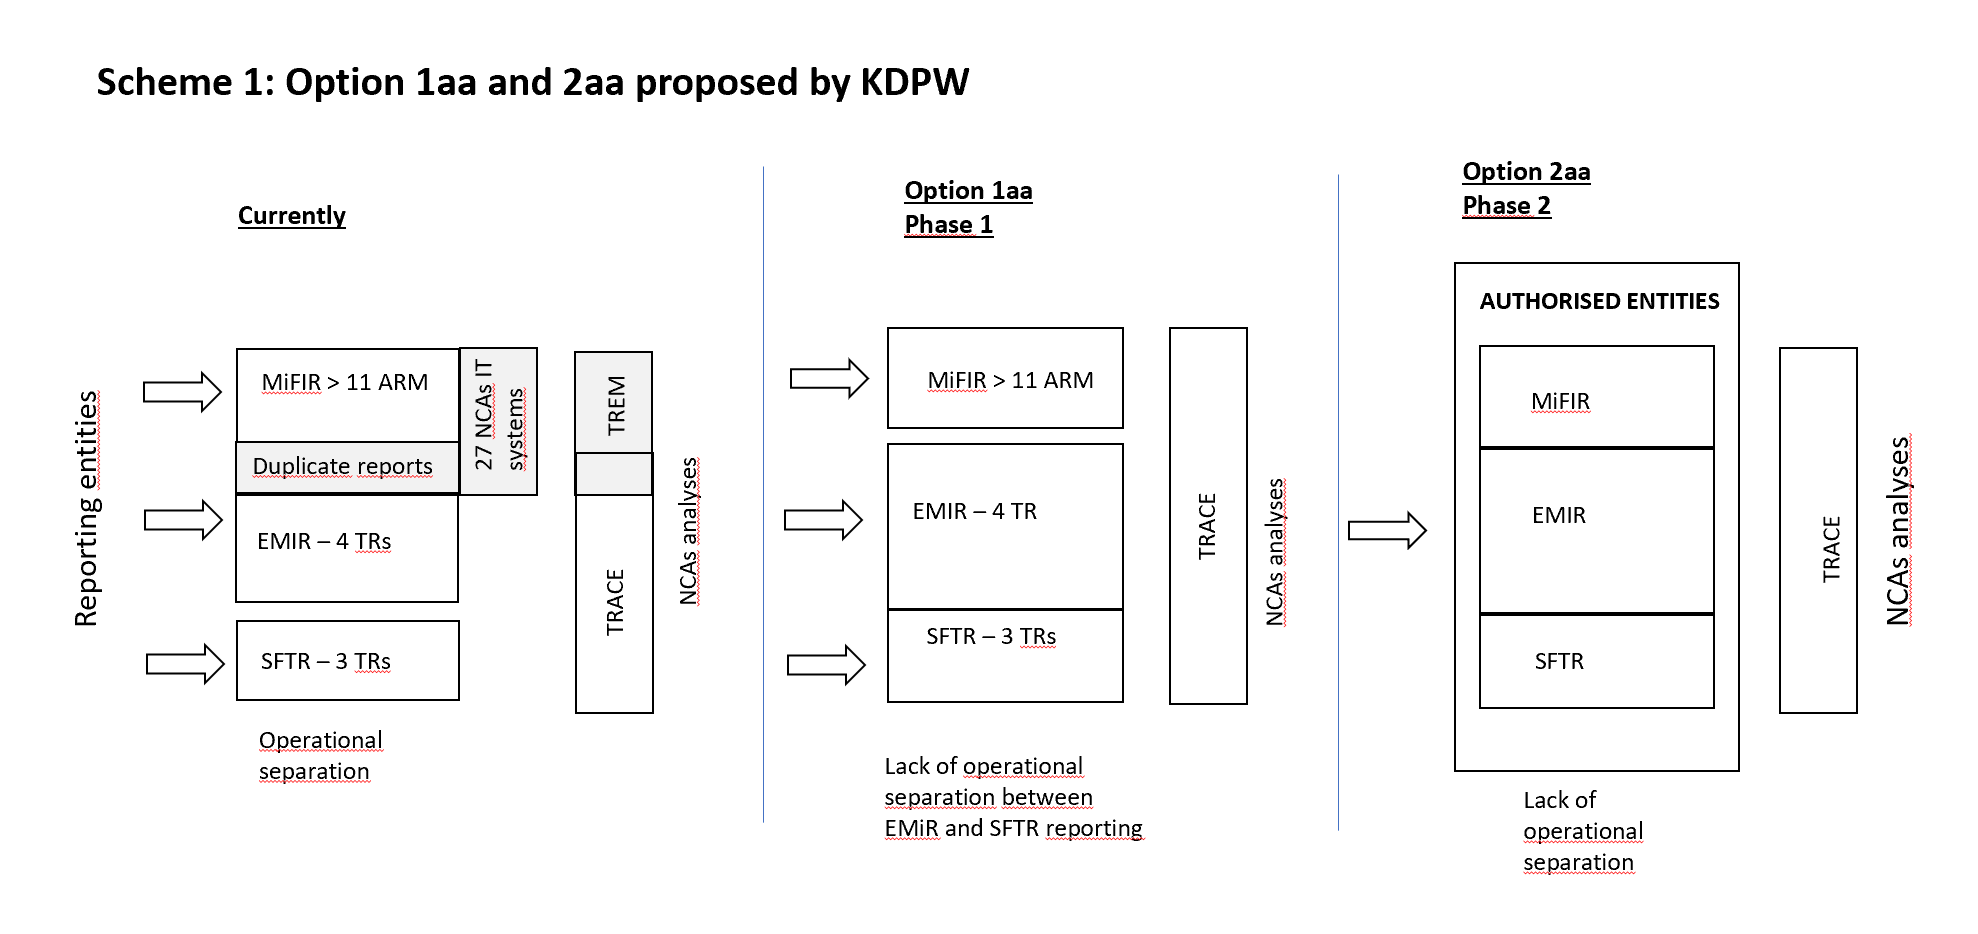 Scheme 1: Option 1aa and 2aa proposed by KDPW
Currently
Reporting entities
MiFIR > 11 ARM
Duplicate reports
EMIR – 4 TRs
SFTR – 3 TRs
Operational
separation
27 NCAs IT
systems
TREM
TRACE
NCAs analyses
Option 1aa
Phase 1
MiFIR > 11 ARM
EMIR – 4 TR
SFTR – 3 TRs
Lack of operational
separation between
EMiR and SFTR reporting
TRACE
NCAs analyses
Option 2aa
Phase 2
AUTHORISED ENTITIES
MiFIR
EMIR
SFTR
Lack of
operational
separation
TRACE
NCAs analyses